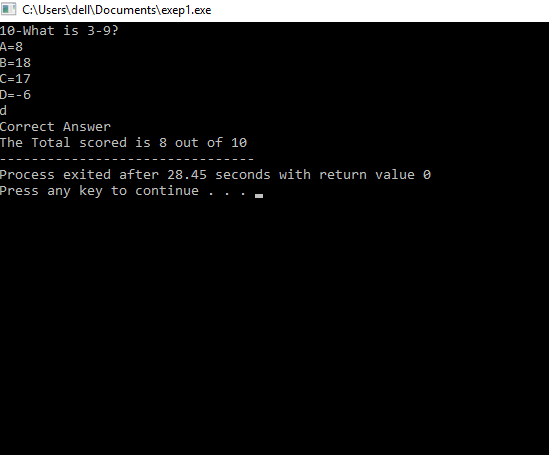 C:\Users\dell\Documents\exep1.exe
10-What is 3-9?
A=8
B=18
C=17
D=-6
d
Correct Answer
The Total scored is 8 out of 10
--------------------------------
Process exited after 28.45 seconds with return value 0
Press any key to continue . . .